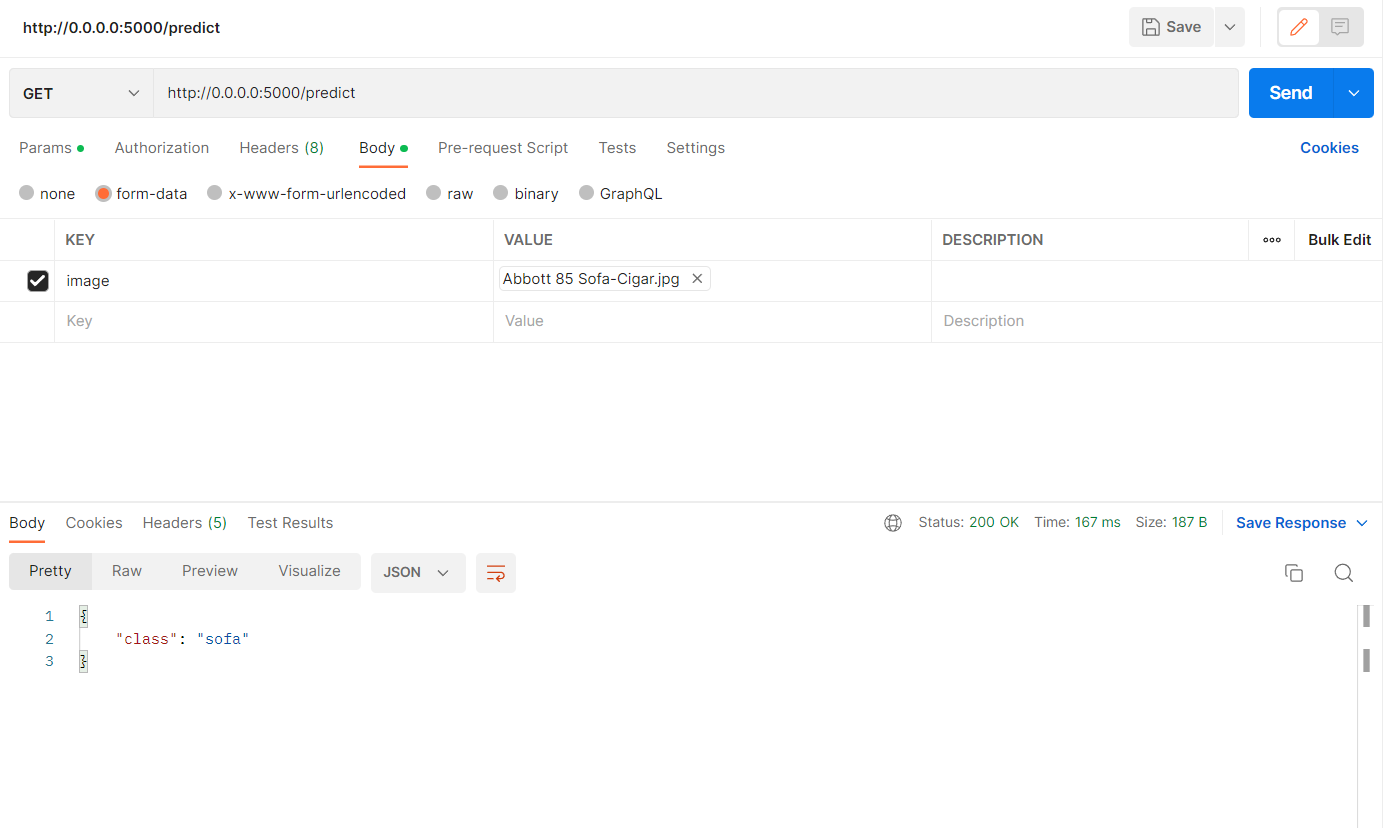 http://0.0.0.0:5000/predict Save
GET http://0.0.0.0:5000/predict Send
Params Authorization Headers (8) Body Pre-request Script Tests Settings Cookies
none form-data x-www-form-urlencoded raw binary GraphQL
KEY VALUE DESCRIPTION Bulk Edit
image Abbott 85 Sofa-Cigar.jpg
Key Value Description
Body Cookies Headers (5) Test Results Status: 200 OK Time: 167 ms Size: 187 B Save Response
Pretty Raw Preview Visualize JSON
1 {
2 "class": "sofa"
3 }